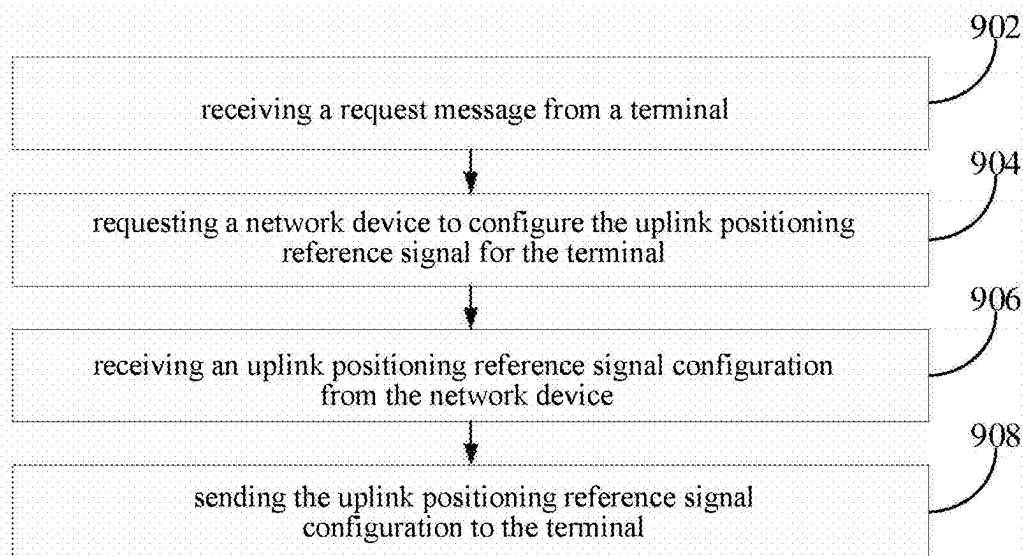 902
receiving a request message from a terminal
904
requesting a network device to configure the uplink positioning
reference signal for the terminal
906
receiving an uplink positioning reference signal configuration
from the network device
908
sending the uplink positioning reference signal
configuration to the terminal